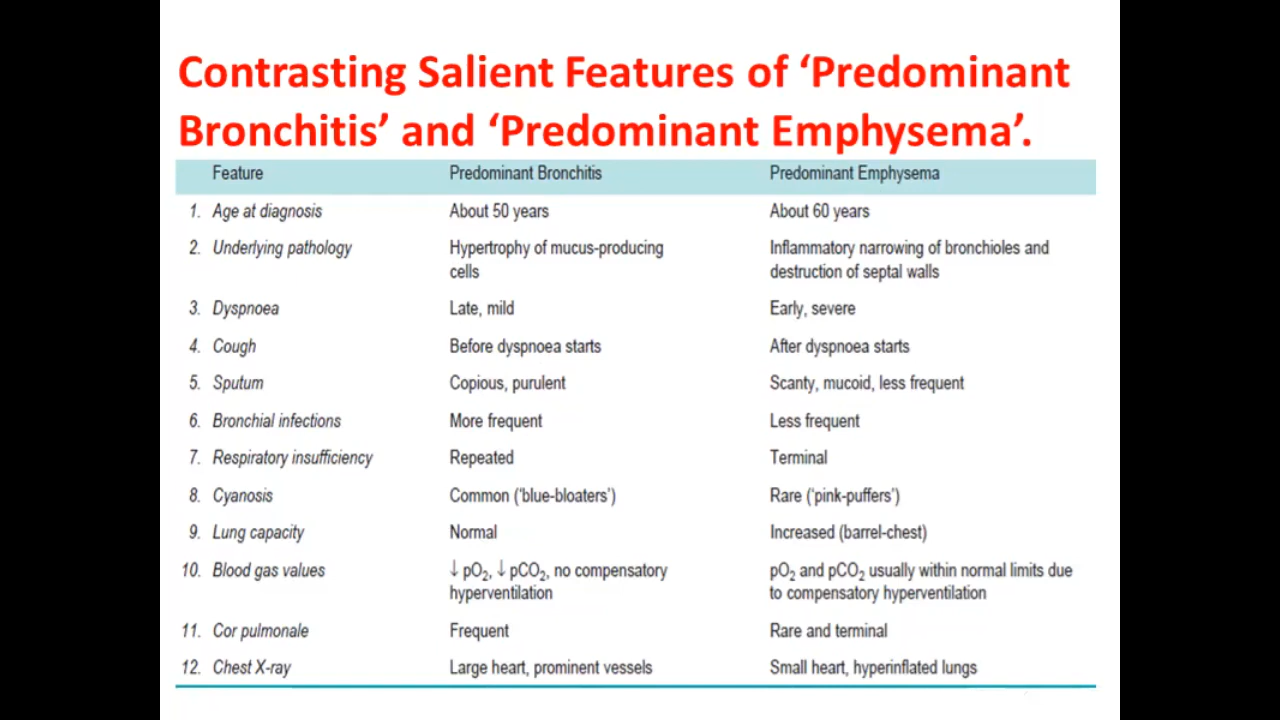 Contrasting Salient Features of ‘Predominant
Bronchitis’ and ‘Predominant Emphysema’.
Feature Predominant Bronchitis Predominant Emphysema
1. Age at diagnosis About 50 years About 60 years
2. Underlying pathology Hypertrophy of mucus-producing Inflammatory narrowing of bronchioles and
cells destruction of septal walls
3. Dyspnoea Late, mild Early, severe
4. Cough Before dyspnoea starts After dyspnoea starts
5. Sputum Copious, purulent Scanty, mucoid, less frequent
6. Bronchial infections More frequent Less frequent
7. Respiratory insufficiency Repeated Terminal
8. Cyanosis Common (‘blue-bloaters’) Rare (‘pink-puffers’)
9. Lung capacity Normal Increased (barrel-chest)
10. Blood gas values ↓ pO₂, ↓ pCO₂, no compensatory pO₂ and pCO₂ usually within normal limits due
hyperventilation to compensatory hyperventilation
11. Cor pulmonale Frequent Rare and terminal
12. Chest X-ray Large heart, prominent vessels Small heart, hyperinflated lungs